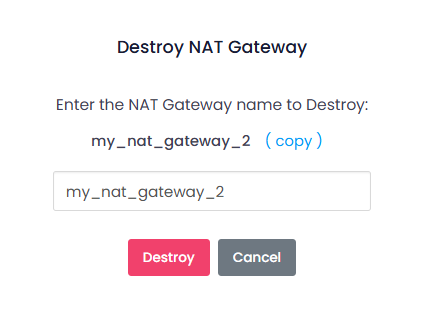 Destroy NAT Gateway
Enter the NAT Gateway name to Destroy:
my_nat_gateway_2 ( copy )
my_nat_gateway_2
Destroy Cancel